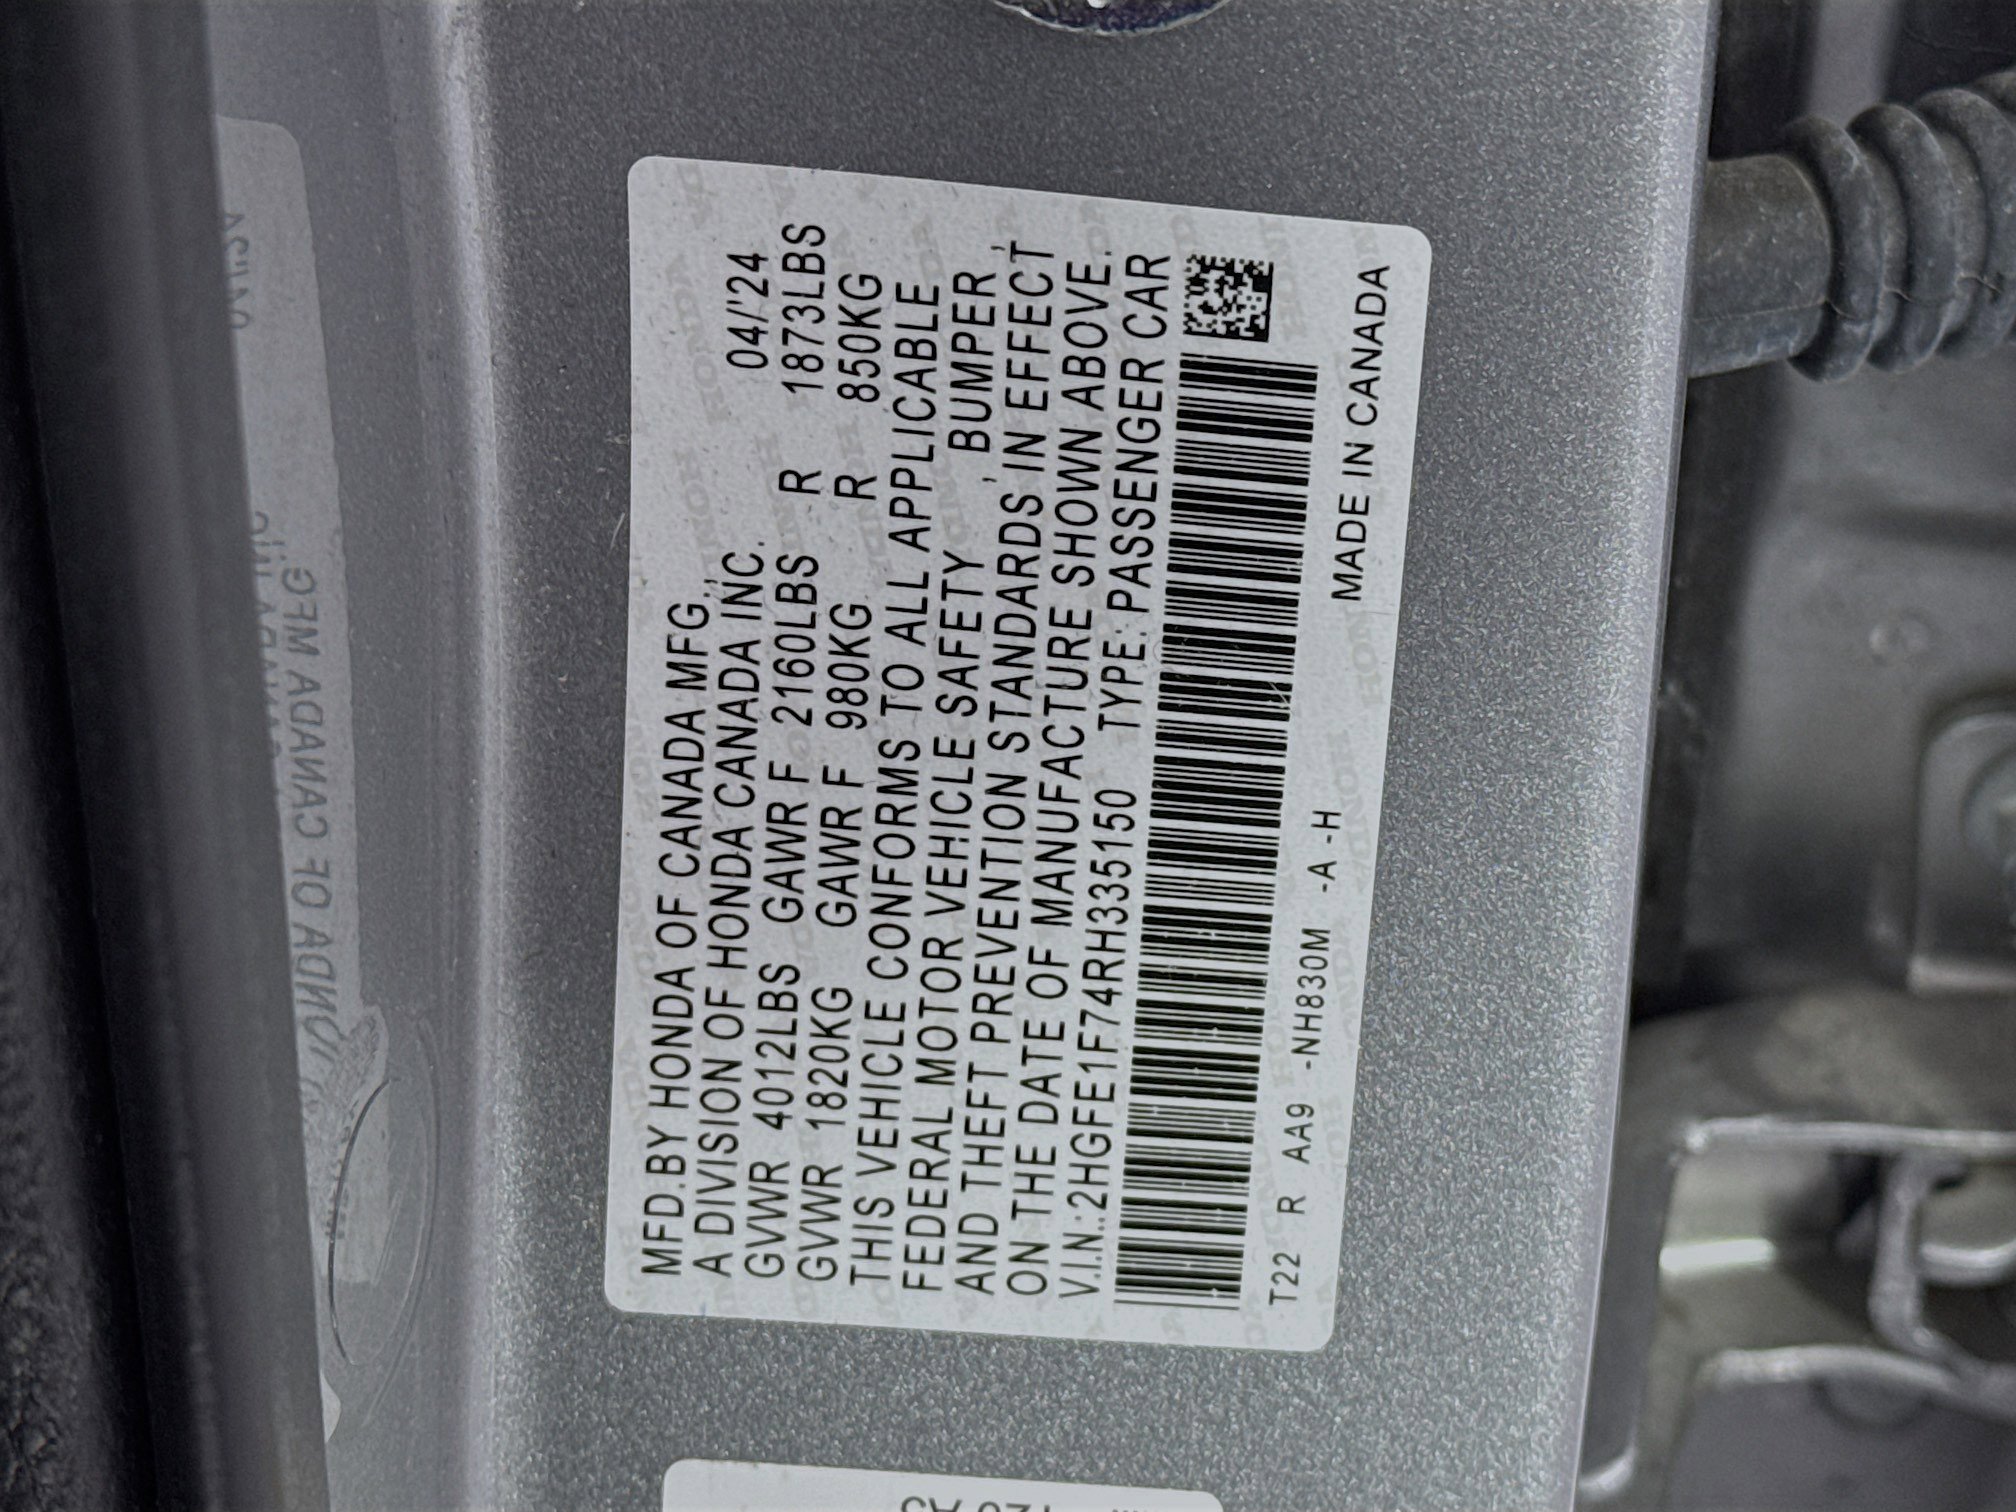 MFD.BY HONDA OF CANADA MFG.,
A DIVISION OF HONDA CANADA INC. 04/'24
GVWR 4012LBS GAWR F 2160LBS R 1873LBS
GVWR 1820KG GAWR F 980KG R 850KG
THIS VEHICLE CONFORMS TO ALL APPLICABLE
FEDERAL MOTOR VEHICLE SAFETY, BUMPER,
AND THEFT PREVENTION STANDARDS IN EFFECT
ON THE DATE OF MANUFACTURE SHOWN ABOVE.
V.I.N.:2HGFE1F74RH335150 TYPE: PASSENGER CAR
T22 R AA9 -NH830M -A -H MADE IN CANADA